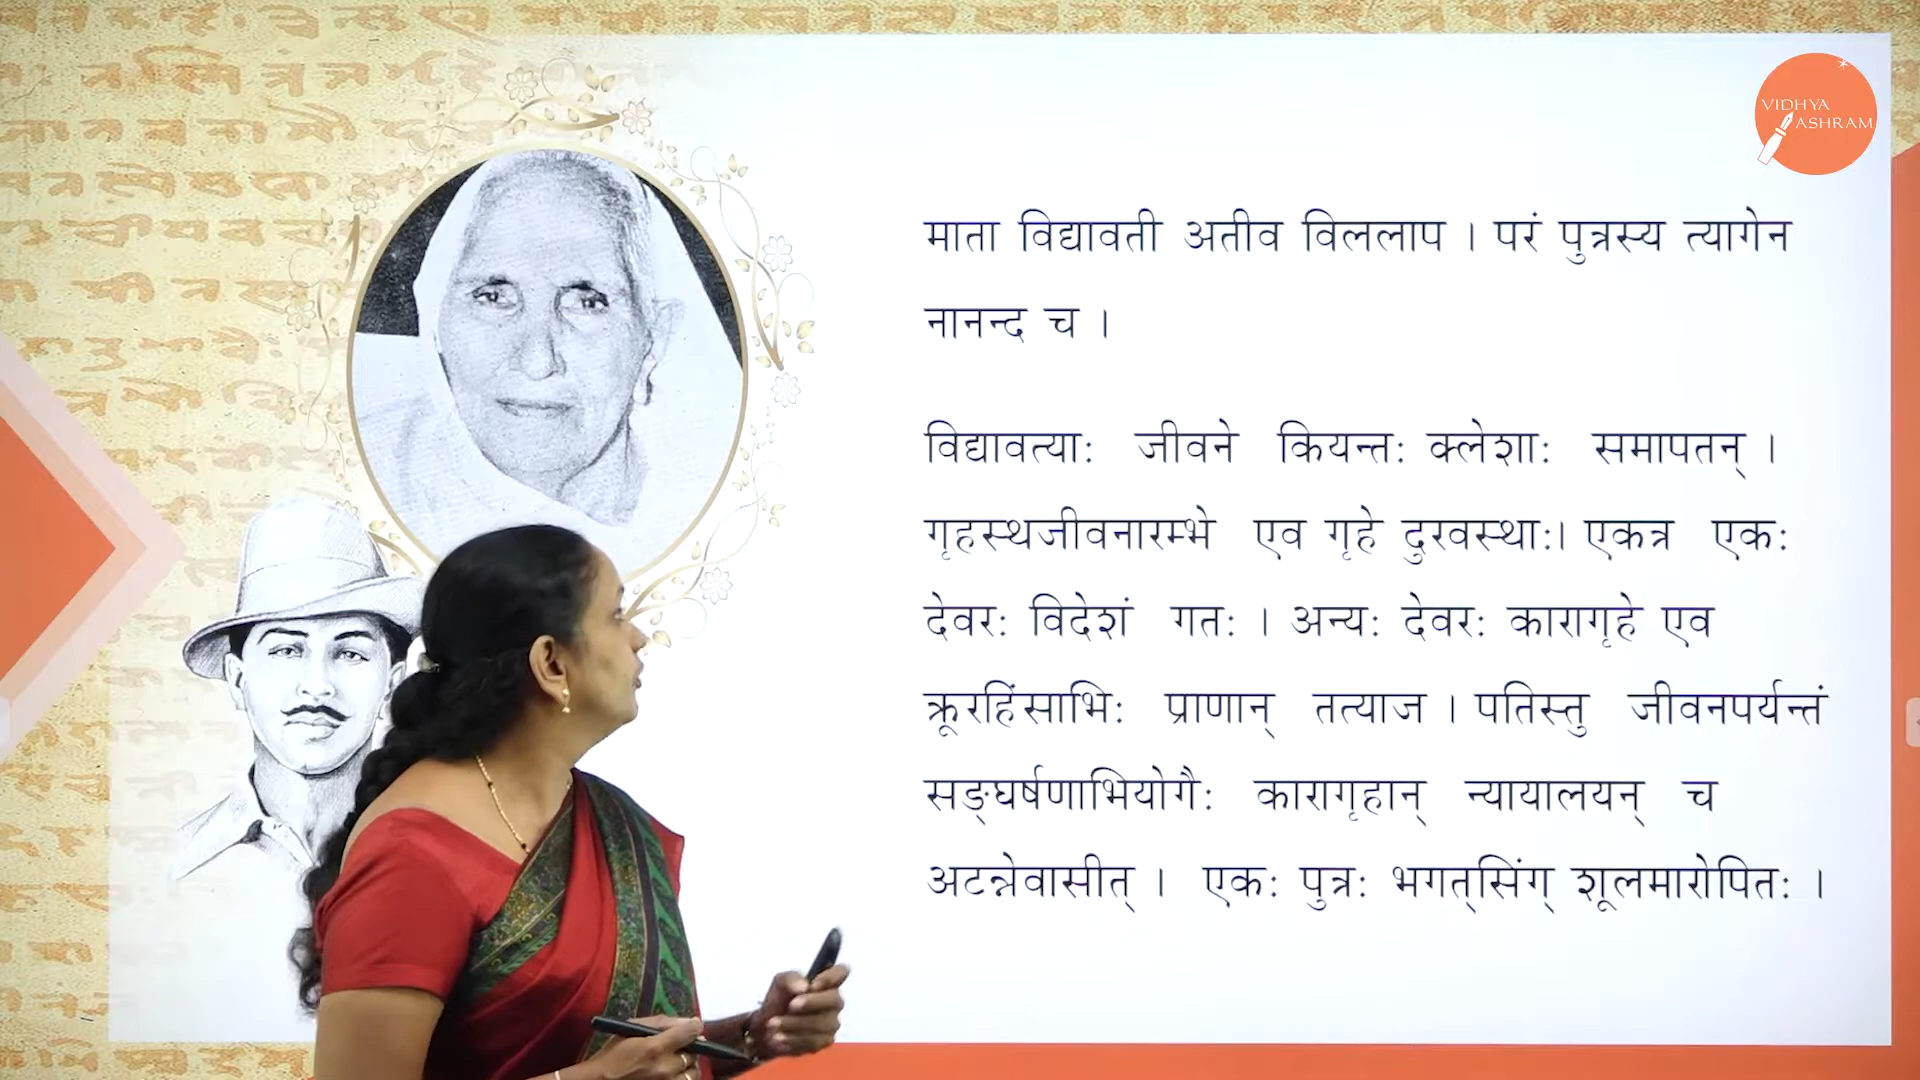 VIDHYA
ASHRAM
माता विद्यावती अतीव विललाप । परं पुत्रस्य त्यागेन
नानन्द च ।
विद्यावत्याः जीवने कियन्तः क्लेशाः समापतन् ।
गृहस्थजीवनारम्भे एव गृहे दुरवस्थाः। एकत्र एकः
देवरः विदेशं गतः । अन्यः देवरः कारागृहे एव
क्रूरहिंसाभिः प्राणान् तत्याज । पतिस्तु जीवनपर्यन्तं
सङ्घर्षणाभियोगैः कारागृहान् न्यायालयन् च
अटन्नेवासीत् । एकः पुत्रः भगत्‌सिंग् शूलमारोपितः ।